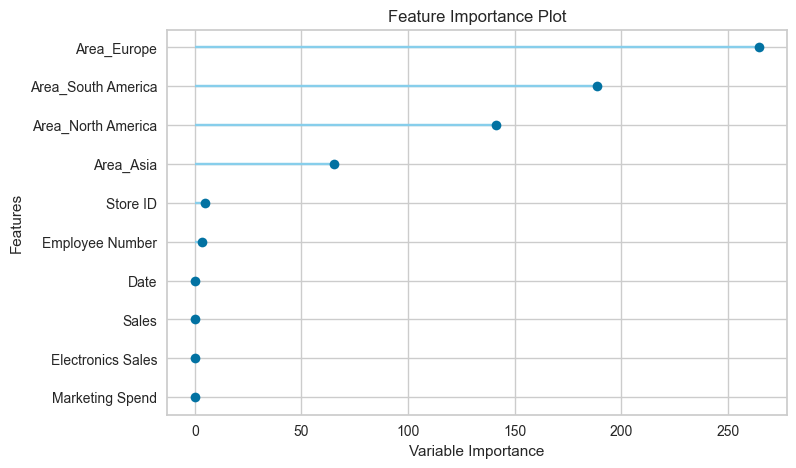 Feature Importance Plot
Area_Europe
Area_South America
Area_North America
Area_Asia
Store ID
Employee Number
Date
Sales
Electronics Sales
Marketing Spend
Features
0 50 100 150 200 250
Variable Importance